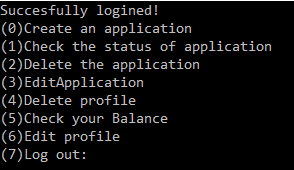 Succesfully logined!
(0)Create an application
(1)Check the status of application
(2)Delete the application
(3)EditApplication
(4)Delete profile
(5)Check your Balance
(6)Edit profile
(7)Log out: